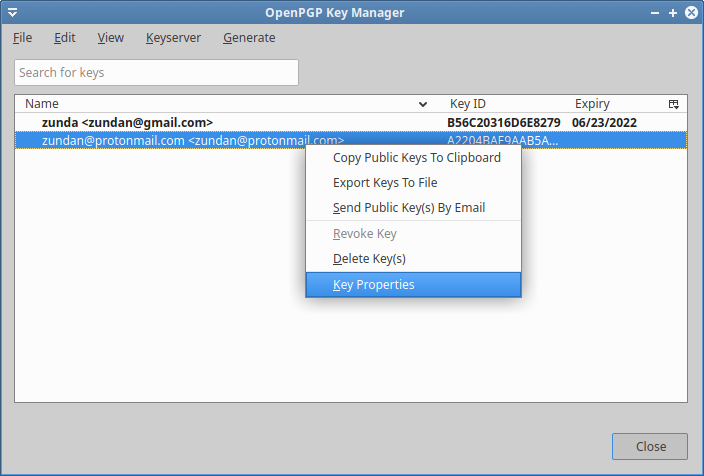 OpenPGP Key Manager
File Edit View Keyserver Generate
Search for keys
Name Key ID Expiry
zunda <zundan@gmail.com> B56C20316D6E8279 06/23/2022
zundan@protonmail.com <zundan@protonmail.com> A2204BAE9AAB5A...
Copy Public Keys To Clipboard
Export Keys To File
Send Public Key(s) By Email
Revoke Key
Delete Key(s)
Key Properties
Close